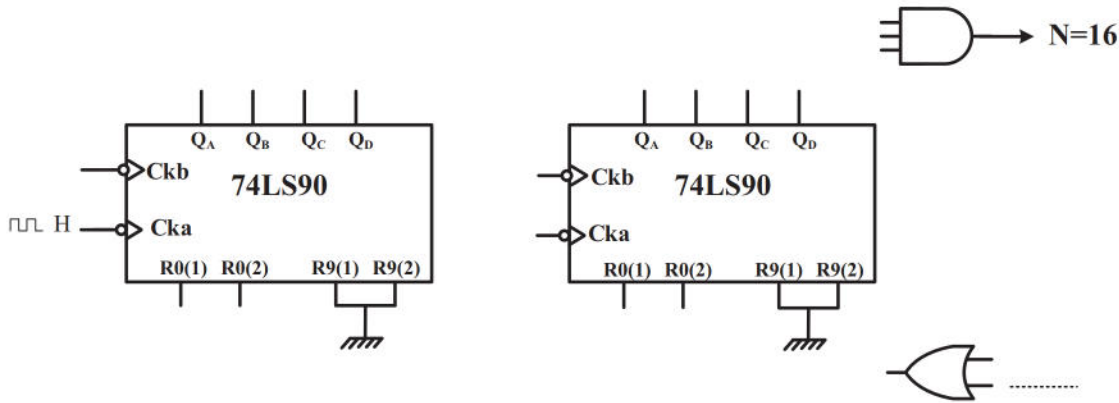 N=16
QA QB QC QD
Ckb
74LS90
H
Cka
R0(1) R0(2) R9(1) R9(2)
QA QB QC QD
Ckb
74LS90
Cka
R0(1) R0(2) R9(1) R9(2)
...............